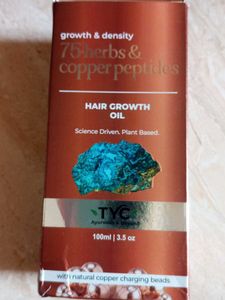 growth & density
75 herbs &
copper peptides
HAIR GROWTH
OIL
Science Driven. Plant Based.
TYC
100ml | 3.5 oz
with natural copper charging beads